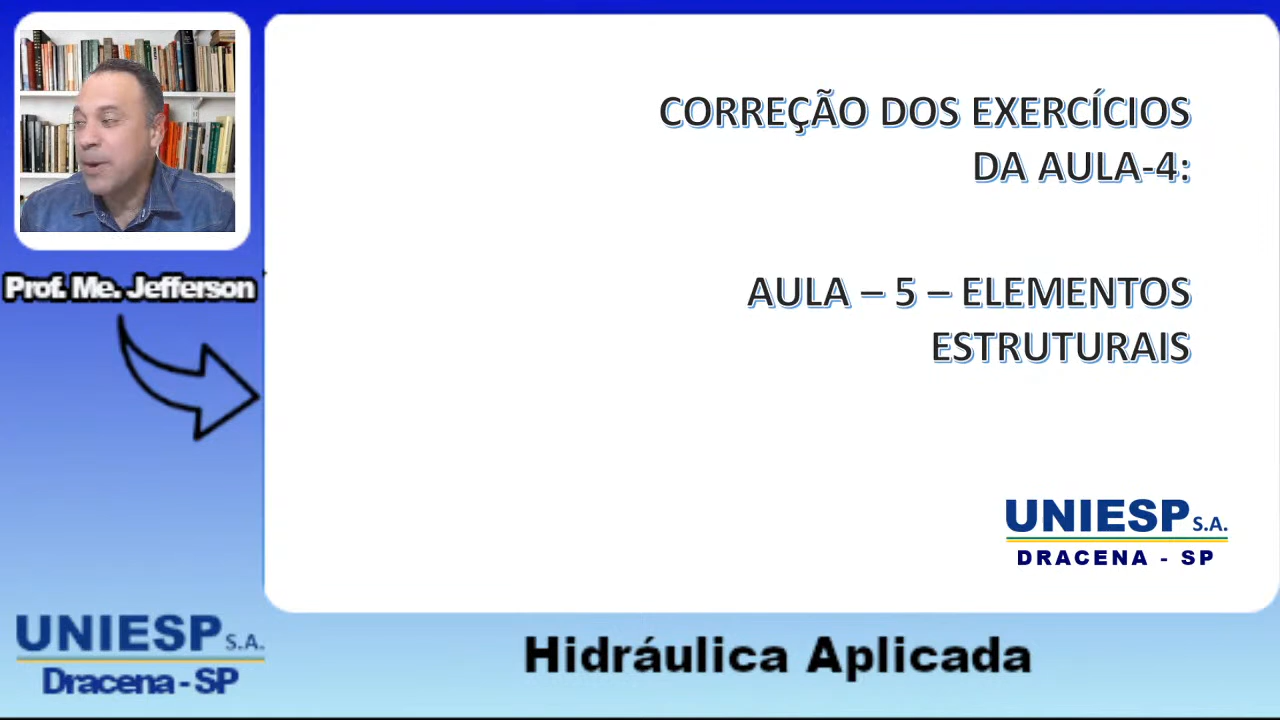 CORREÇÃO DOS EXERCÍCIOS
DA AULA-4:
AULA – 5 – ELEMENTOS
ESTRUTURAIS
Prof. Me. Jefferson
UNIESP S.A.
DRACENA - SP
UNIESP S.A.
Dracena - SP
Hidráulica Aplicada